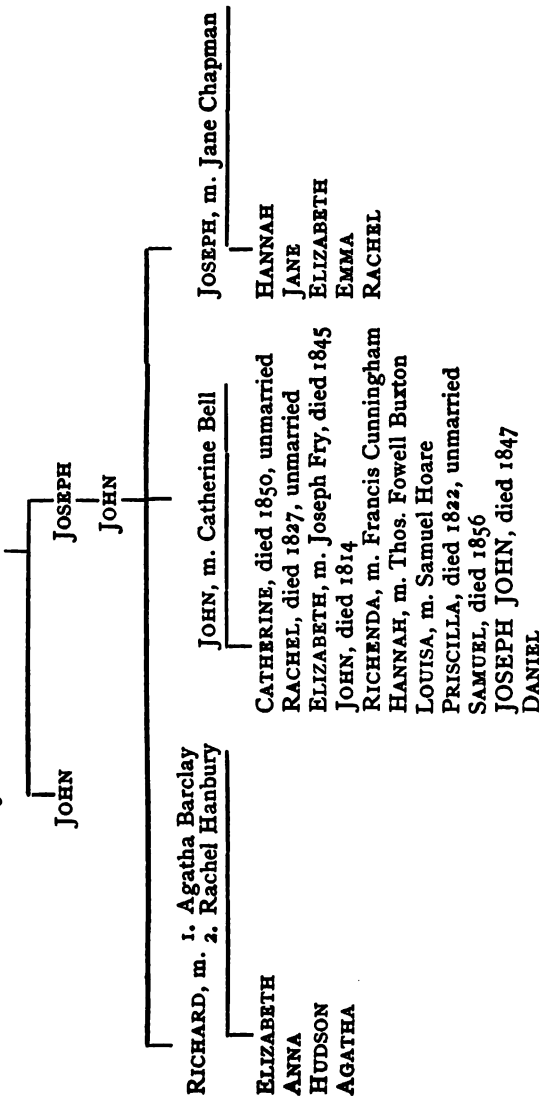 JOHN
JOSEPH
JOHN
RICHARD, m. 1. Agatha Barclay
2. Rachel Hanbury
ELIZABETH
ANNA
HUDSON
AGATHA
JOHN, m. Catherine Bell
CATHERINE, died 1850, unmarried
RACHEL, died 1827, unmarried
ELIZABETH, m. Joseph Fry, died 1845
JOHN, died 1814
RICHENDA, m. Francis Cunningham
HANNAH, m. Thos. Fowell Buxton
LOUISA, m. Samuel Hoare
PRISCILLA, died 1822, unmarried
SAMUEL, died 1856
JOSEPH JOHN, died 1847
DANIEL
JOSEPH, m. Jane Chapman
HANNAH
JANE
ELIZABETH
EMMA
RACHEL